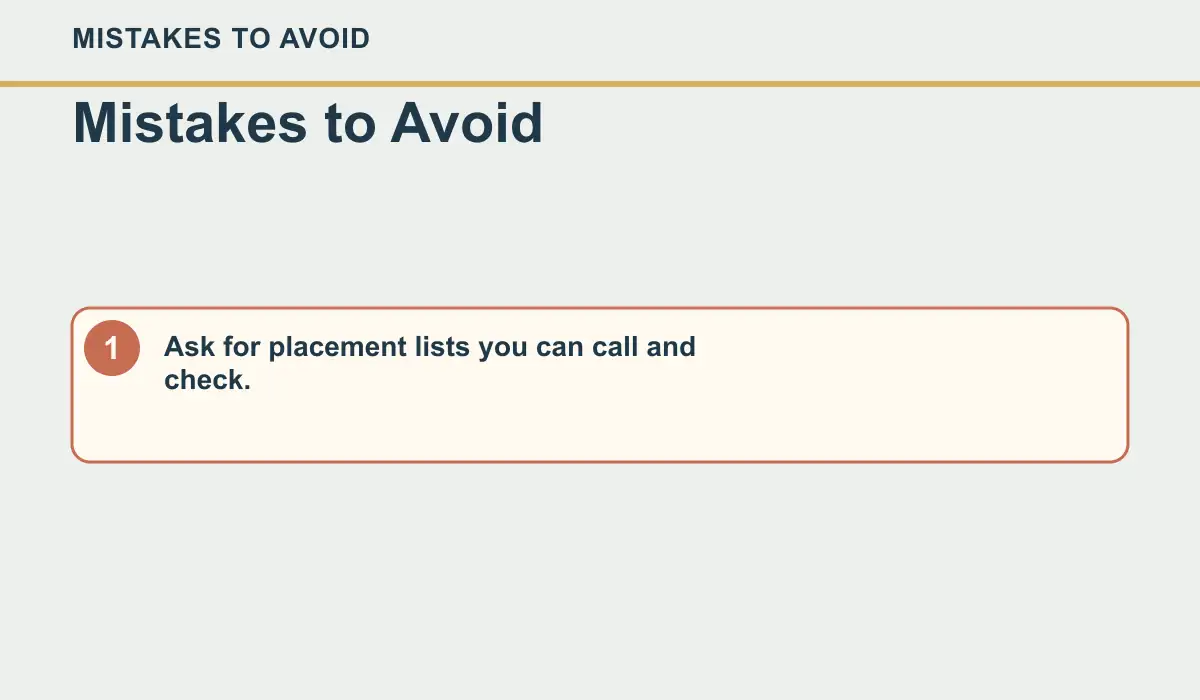 MISTAKES TO AVOID
Mistakes to Avoid
1
Ask for placement lists you can call and
check.